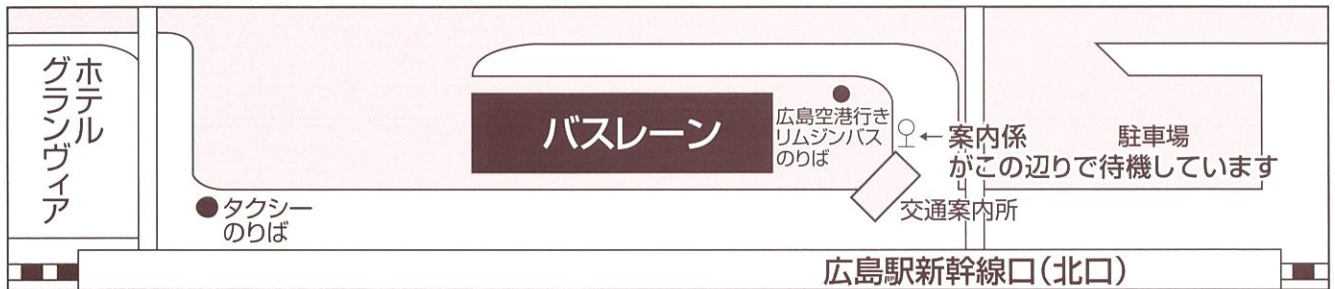 ホテル
グランヴィア
バスレーン
広島空港行き
リムジンバス
のりば
←案内係
がこの辺りで待機しています
駐車場
タクシー
のりば
交通案内所
広島駅新幹線口(北口)